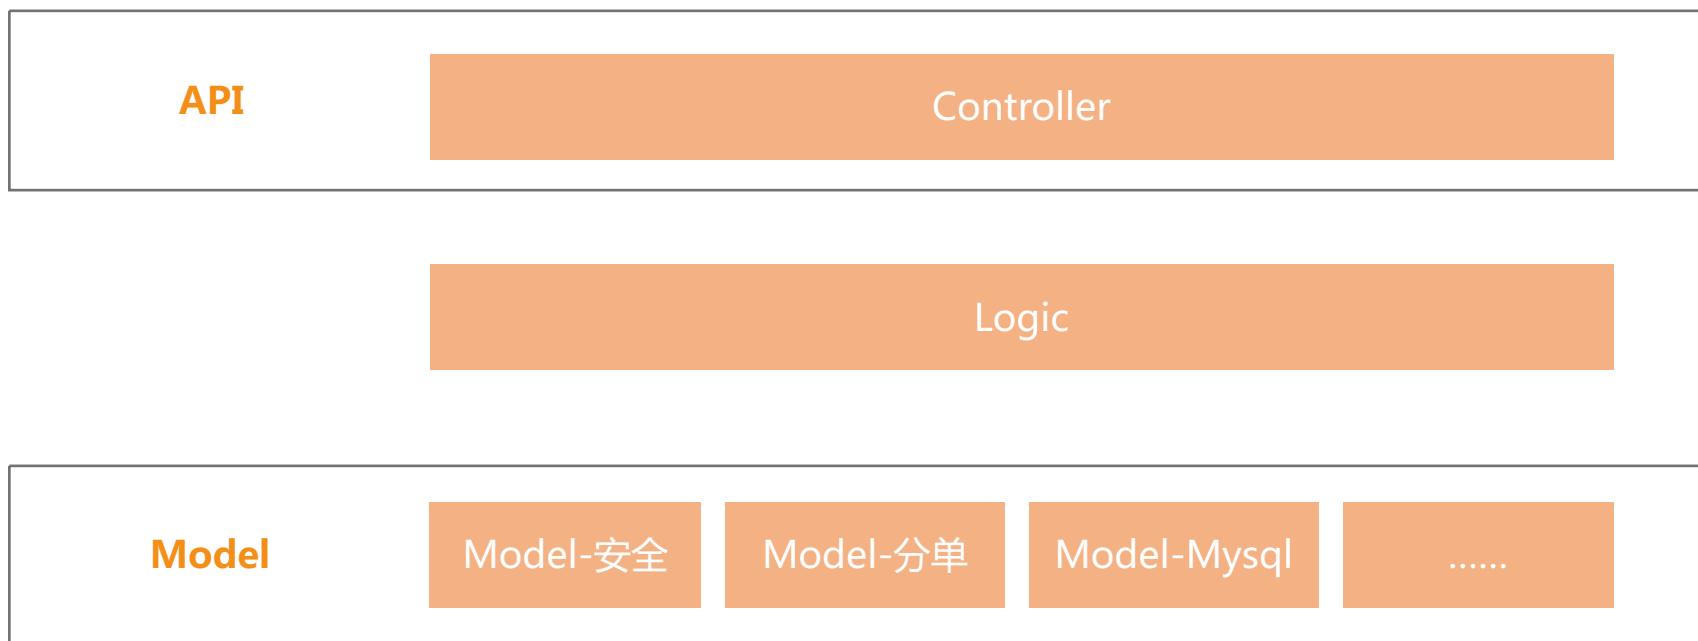 API
Controller
Logic
Model
Model-安全
Model-分单
Model-Mysql
......